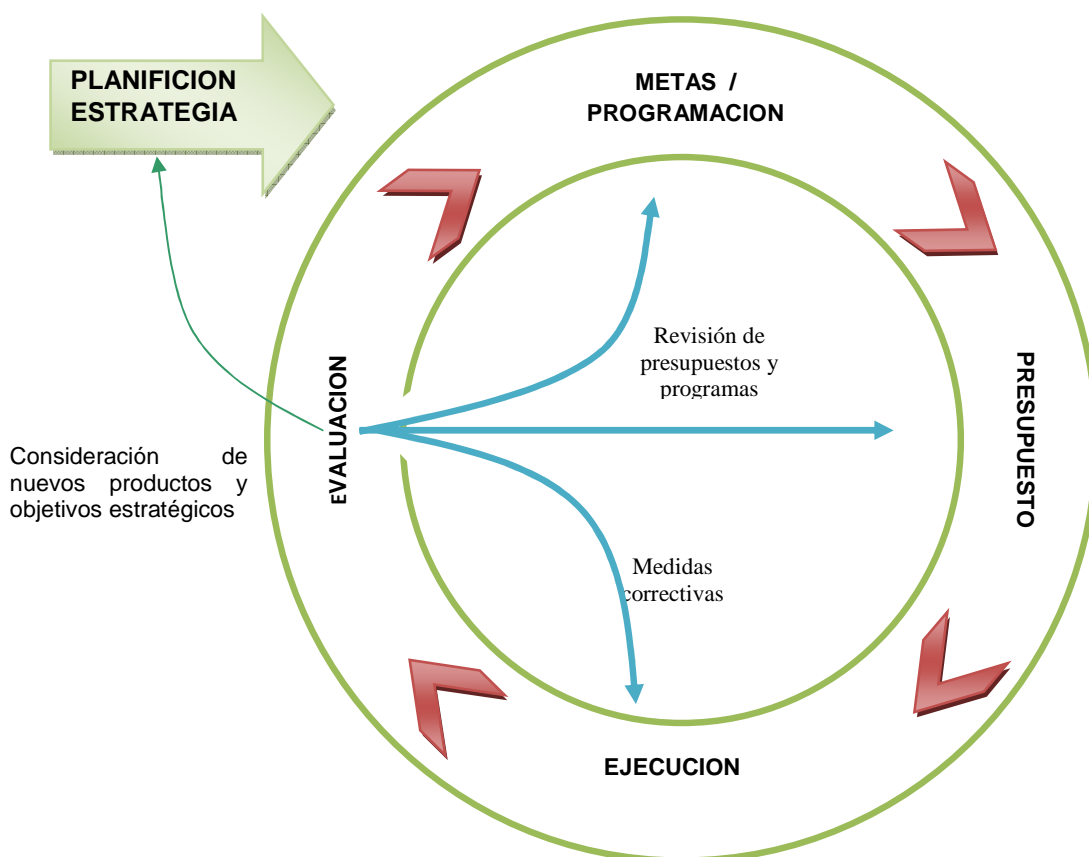 PLANIFICION
ESTRATEGIA
METAS /
PROGRAMACION
Revisión de
presupuestos y
programas
PRESUPUESTO
EVALUACION
Consideración de
nuevos productos y
objetivos estratégicos
Medidas
correctivas
EJECUCION